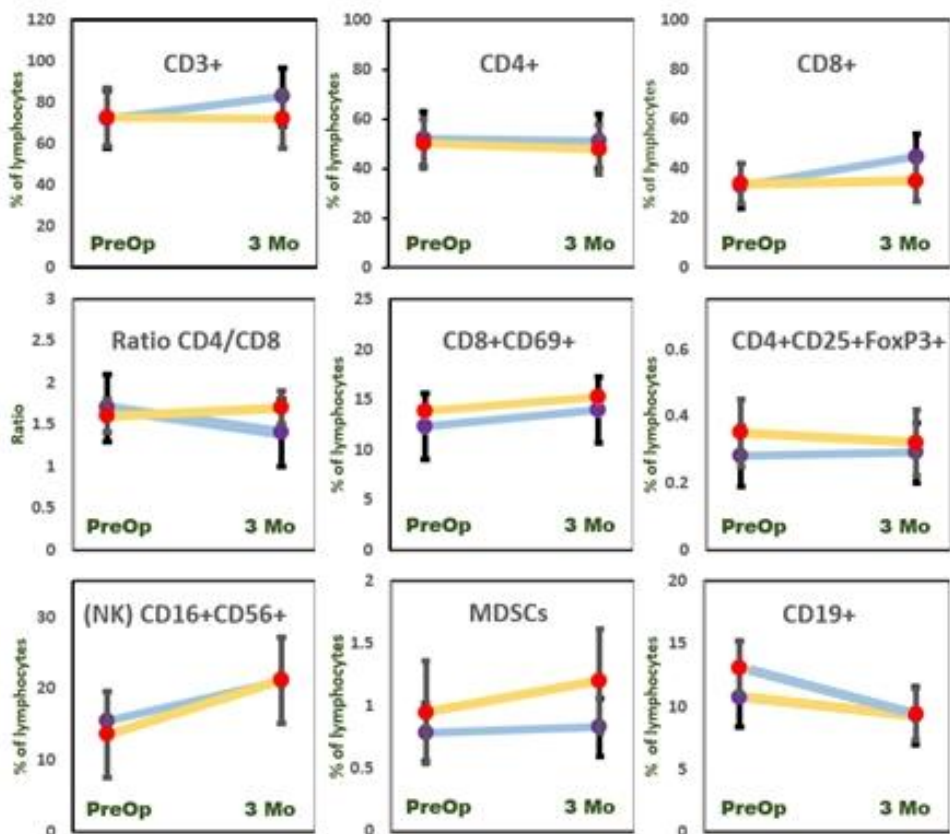 CD3+
% of lymphocytes
120
100
80
60
40
20
0
PreOp 3 Mo
CD4+
% of lymphocytes
100
80
60
40
20
0
PreOp 3 Mo
CD8+
% of lymphocytes
100
80
60
40
20
0
PreOp 3 Mo
Ratio CD4/CD8
Ratio
3
2.5
2
1.5
1
0.5
0
PreOp 3 Mo
CD8+CD69+
% of lymphocytes
25
20
15
10
5
0
PreOp 3 Mo
CD4+CD25+FoxP3+
% of lymphocytes
0.6
0.4
0.2
0
PreOp 3 Mo
(NK) CD16+CD56+
% of lymphocytes
30
20
10
0
PreOp 3 Mo
MDSCs
% of lymphocytes
2
1.5
1
0.5
0
PreOp 3 Mo
CD19+
% of lymphocytes
20
15
10
5
0
PreOp 3 Mo